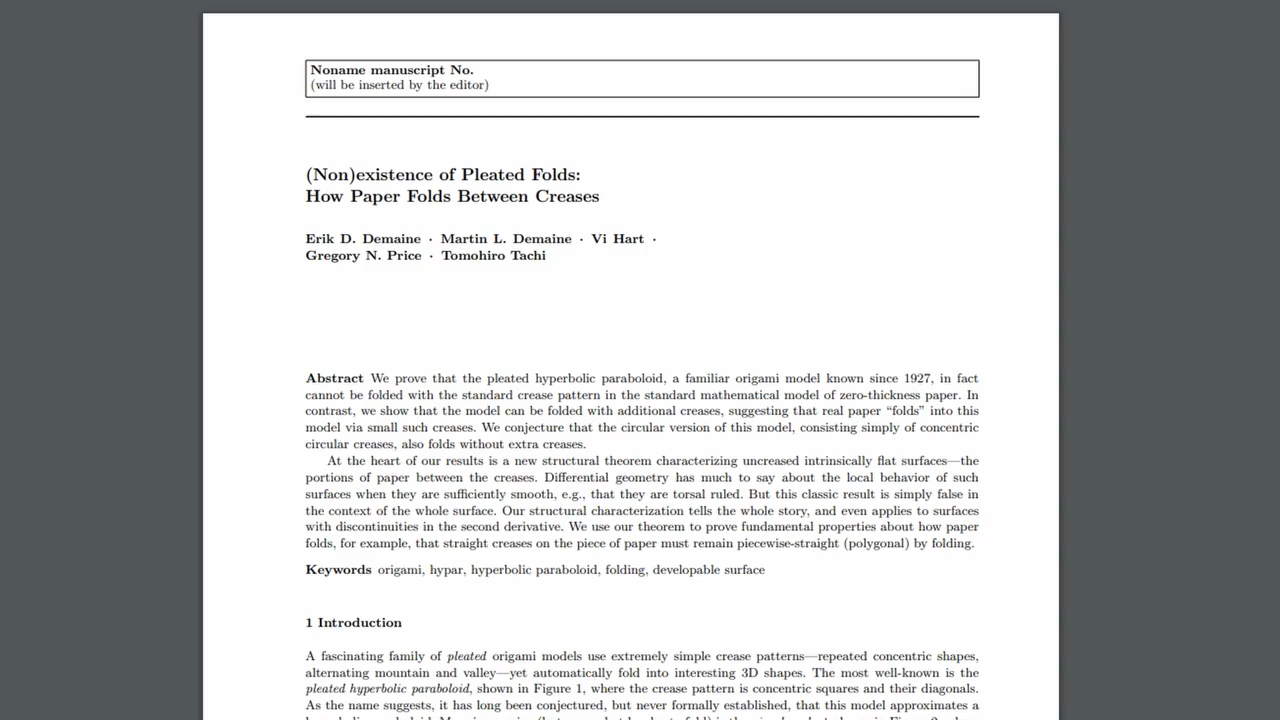 Noname manuscript No.
(will be inserted by the editor)
(Non)existence of Pleated Folds:
How Paper Folds Between Creases
Erik D. Demaine · Martin L. Demaine · Vi Hart ·
Gregory N. Price · Tomohiro Tachi
Abstract We prove that the pleated hyperbolic paraboloid, a familiar origami model known since 1927, in fact
cannot be folded with the standard crease pattern in the standard mathematical model of zero-thickness paper. In
contrast, we show that the model can be folded with additional creases, suggesting that real paper “folds” into this
model via small such creases. We conjecture that the circular version of this model, consisting simply of concentric
circular creases, also folds without extra creases.
At the heart of our results is a new structural theorem characterizing uncreased intrinsically flat surfaces—the
portions of paper between the creases. Differential geometry has much to say about the local behavior of such
surfaces when they are sufficiently smooth, e.g., that they are torsal ruled. But this classic result is simply false in
the context of the whole surface. Our structural characterization tells the whole story, and even applies to surfaces
with discontinuities in the second derivative. We use our theorem to prove fundamental properties about how paper
folds, for example, that straight creases on the piece of paper must remain piecewise-straight (polygonal) by folding.
Keywords origami, hypar, hyperbolic paraboloid, folding, developable surface
1 Introduction
A fascinating family of pleated origami models use extremely simple crease patterns—repeated concentric shapes,
alternating mountain and valley—yet automatically fold into interesting 3D shapes. The most well-known is the
pleated hyperbolic paraboloid, shown in Figure 1, where the crease pattern is concentric squares and their diagonals.
As the name suggests, it has long been conjectured, but never formally established, that this model approximates a